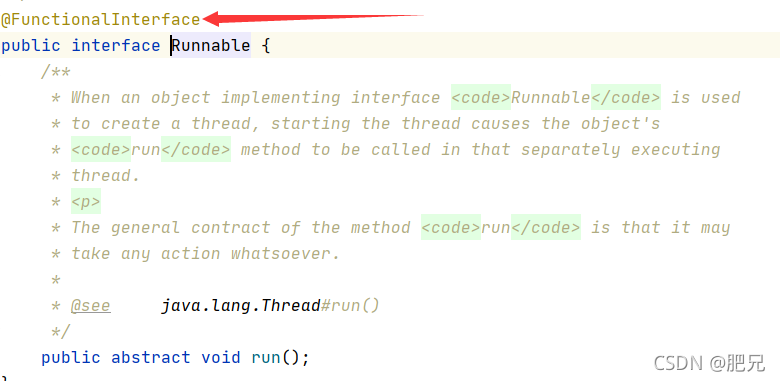 @FunctionalInterface
public interface Runnable {
/**
* When an object implementing interface <code>Runnable</code> is used
* to create a thread, starting the thread causes the object's
* <code>run</code> method to be called in that separately executing
* thread.
* <p>
* The general contract of the method <code>run</code> is that it may
* take any action whatsoever.
*
* @see     java.lang.Thread#run()
*/
public abstract void run();
}
CSDN @肥兄